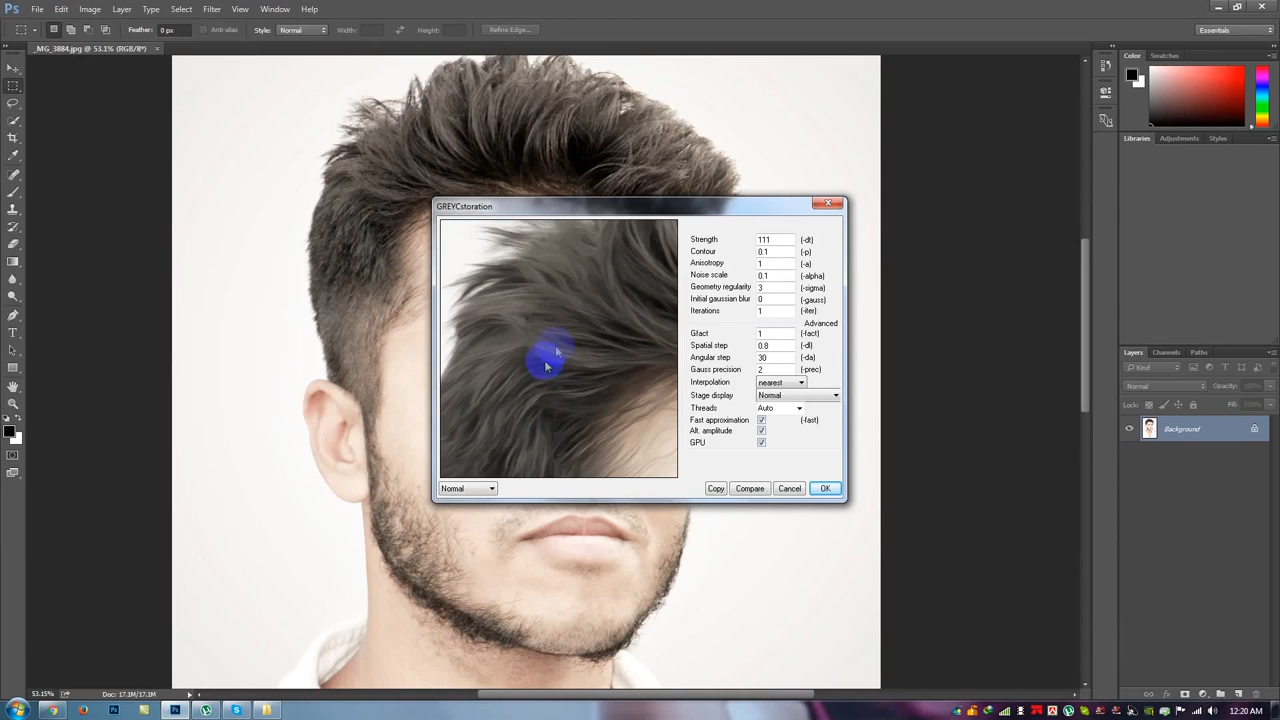 Ps File Edit Image Layer Type Select Filter View Window Help
Feather: 0 px Anti-alias Style: Normal Width: Height: Refine Edge... Essentials
_MG_3884.jpg @ 53.1% (RGB/8*) ×
Color Swatches
Libraries Adjustments Styles
GREYCstoration
Strength 111 (-dt)
Contour 0.1 (-p)
Anisotropy 1 (-a)
Noise scale 0.1 (-alpha)
Geometry regularity 3 (-sigma)
Initial gaussian blur 0 (-gauss)
Iterations 1 (-iter)
Advanced
Gfact 1 (-fact)
Spatial step 0.8 (-dl)
Angular step 30 (-da)
Gauss precision 2 (-prec)
Interpolation nearest
Stage display Normal
Threads Auto
Fast approximation (-fast)
Alt. amplitude
GPU
Normal Copy Compare Cancel OK
Layers Channels Paths
Kind
Normal Opacity: 100%
Lock: Fill: 100%
Background
53.15% Doc: 17.1M/17.1M
12:20 AM